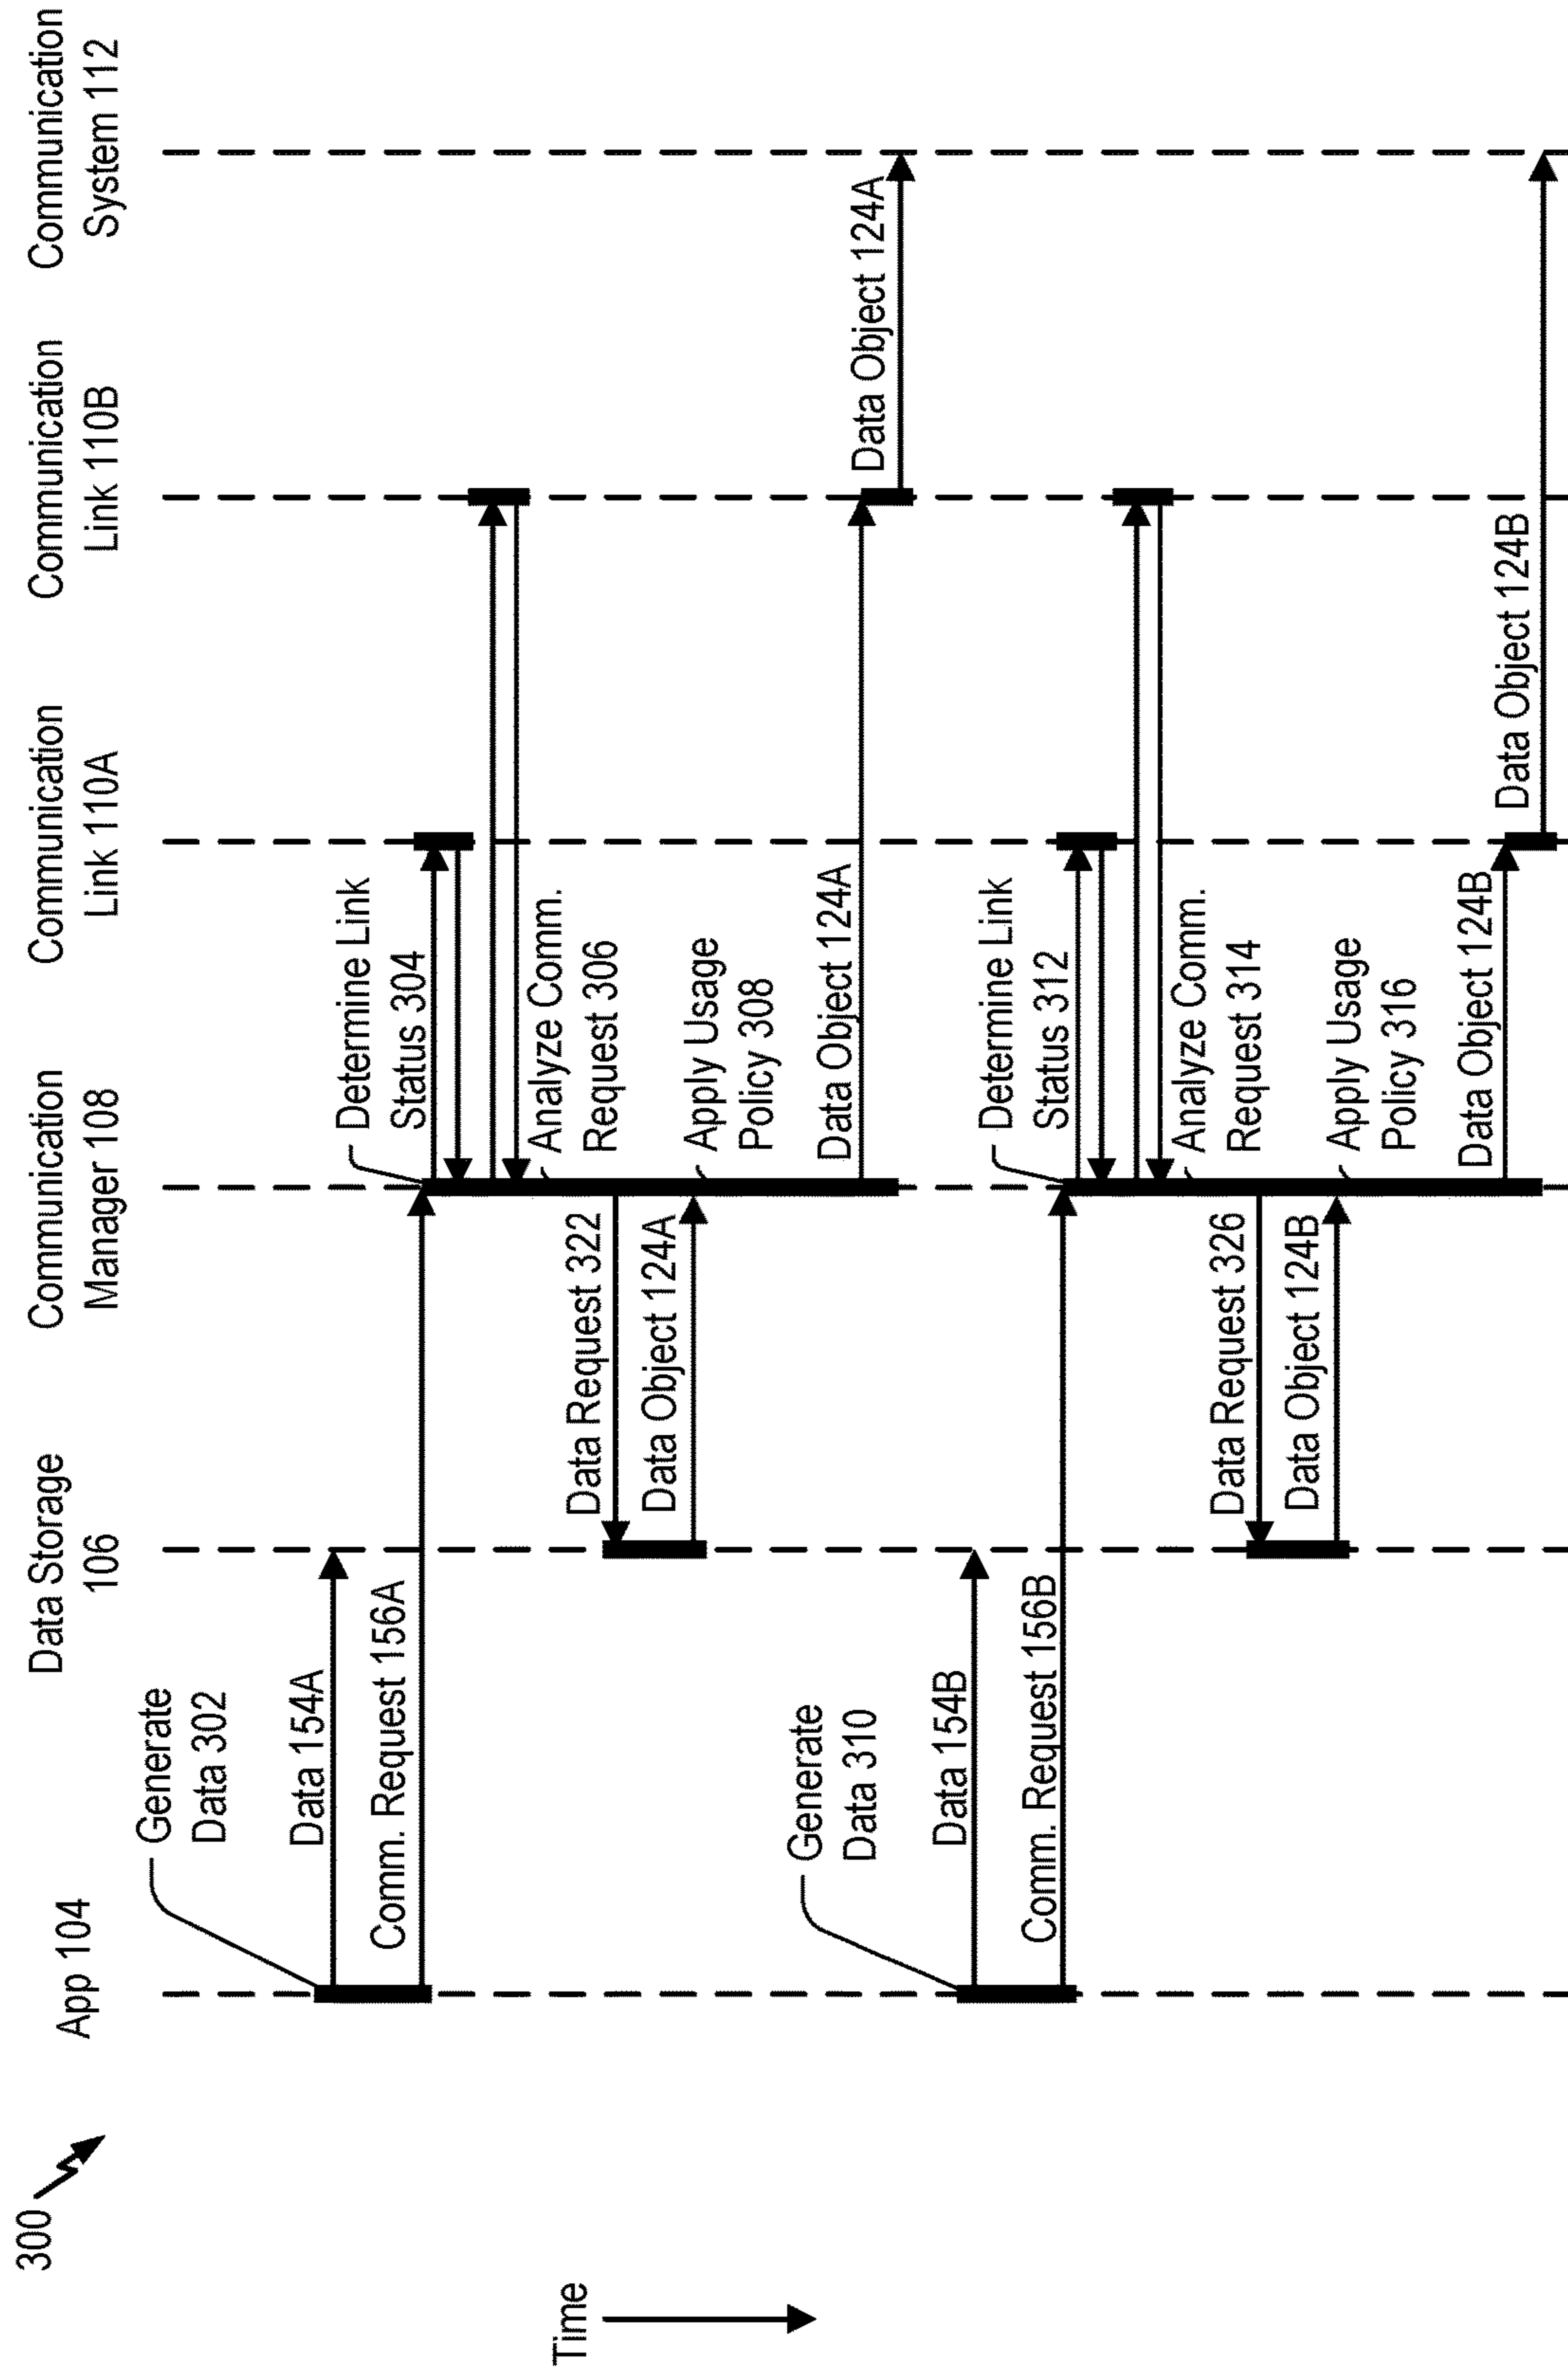 300
App 104
Data Storage
106
Communication
Manager 108
Communication
Link 110A
Communication
Link 110B
Communication
System 112
Time
Generate
Data 302
Data 154A
Comm. Request 156A
Determine Link
Status 304
Analyze Comm.
Request 306
Data Request 322
Data Object 124A
Apply Usage
Policy 308
Data Object 124A
Data Object 124A
Generate
Data 310
Data 154B
Comm. Request 156B
Determine Link
Status 312
Analyze Comm.
Request 314
Data Request 326
Data Object 124B
Apply Usage
Policy 316
Data Object 124B
Data Object 124B